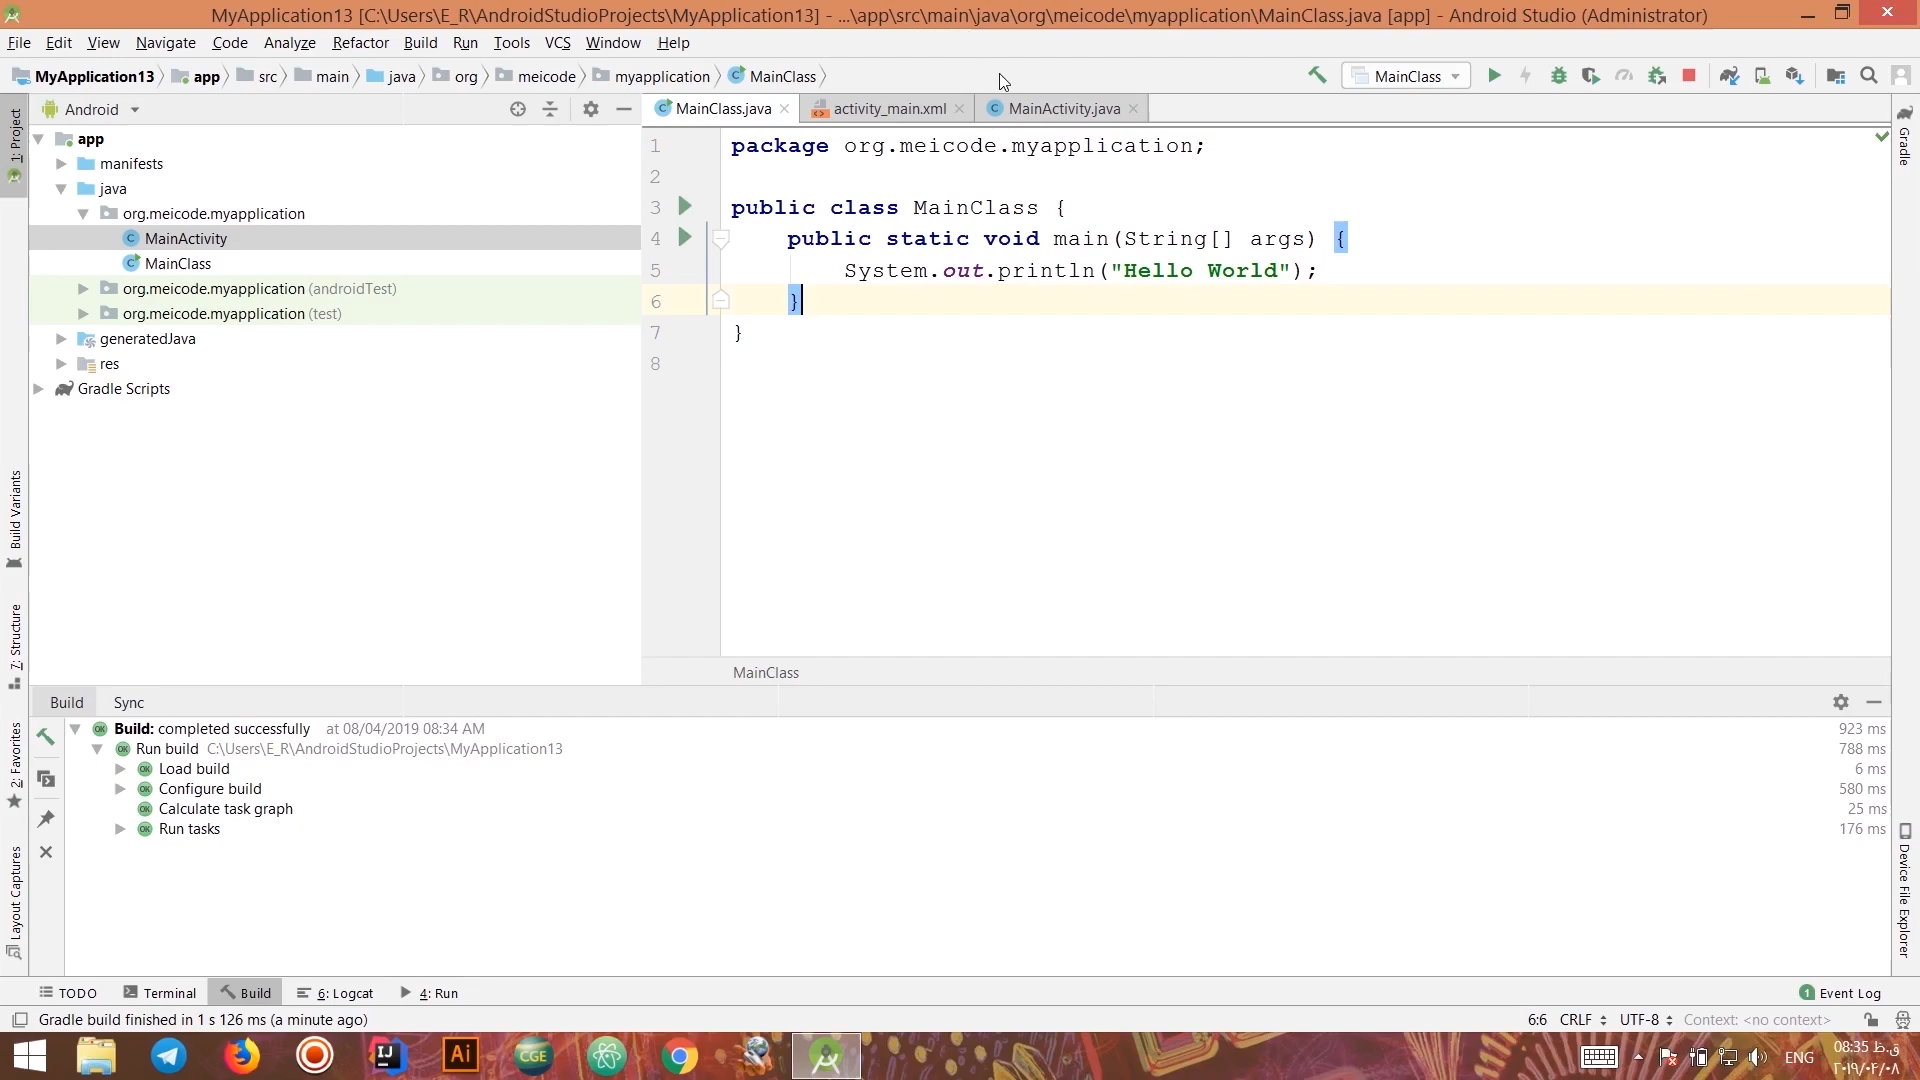 MyApplication13 [C:\Users\E_R\AndroidStudioProjects\MyApplication13] - ...\app\src\main\java\org\meicode\myapplication\MainClass.java [app] - Android Studio (Administrator)
File Edit View Navigate Code Analyze Refactor Build Run Tools VCS Window Help
MyApplication13 app src main java org meicode myapplication MainClass MainClass
Android MainClass.java activity_main.xml MainActivity.java
app
manifests
java
org.meicode.myapplication
MainActivity
MainClass
org.meicode.myapplication (androidTest)
org.meicode.myapplication (test)
generatedJava
res
Gradle Scripts
1 package org.meicode.myapplication;
2
3 public class MainClass {
4 public static void main(String[] args) {
5 System.out.println("Hello World");
6 }
7 }
8
MainClass
1: Project
Build Variants
7: Structure
2: Favorites
Layout Captures
Gradle
Device File Explorer
Build Sync
Build: completed successfully at 08/04/2019 08:34 AM 923 ms
Run build C:\Users\E_R\AndroidStudioProjects\MyApplication13 788 ms
Load build 6 ms
Configure build 580 ms
Calculate task graph 25 ms
Run tasks 176 ms
TODO Terminal Build 6: Logcat 4: Run 1 Event Log
Gradle build finished in 1 s 126 ms (a minute ago) 6:6 CRLF UTF-8 Context: <no context>
IJ Ai CGE ENG 08:35 ق.ظ
٢٠١٩/٠٤/٠٨